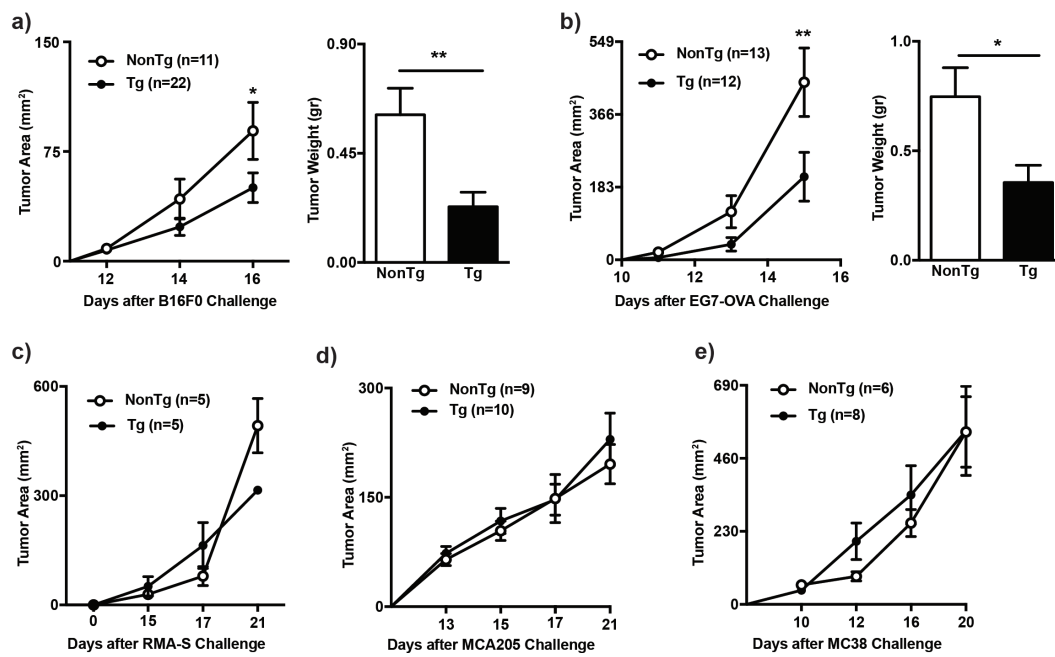 a)
150
75
0
Tumor Area (mm²)
NonTg (n=11)
Tg (n=22)
*
12 14 16
Days after B16F0 Challenge
0.90
0.45
0.00
Tumor Weight (gr)
**
NonTg Tg
b)
549
366
183
0
Tumor Area (mm²)
NonTg (n=13)
Tg (n=12)
**
10 12 14 16
Days after EG7-OVA Challenge
1.0
0.5
0.0
Tumor Weight (gr)
*
NonTg Tg
c)
600
300
0
Tumor Area (mm²)
NonTg (n=5)
Tg (n=5)
0 15 17 21
Days after RMA-S Challenge
d)
300
150
0
Tumor Area (mm²)
NonTg (n=9)
Tg (n=10)
13 15 17 21
Days after MCA205 Challenge
e)
690
460
230
0
Tumor Area (mm²)
NonTg (n=6)
Tg (n=8)
10 12 16 20
Days after MC38 Challenge